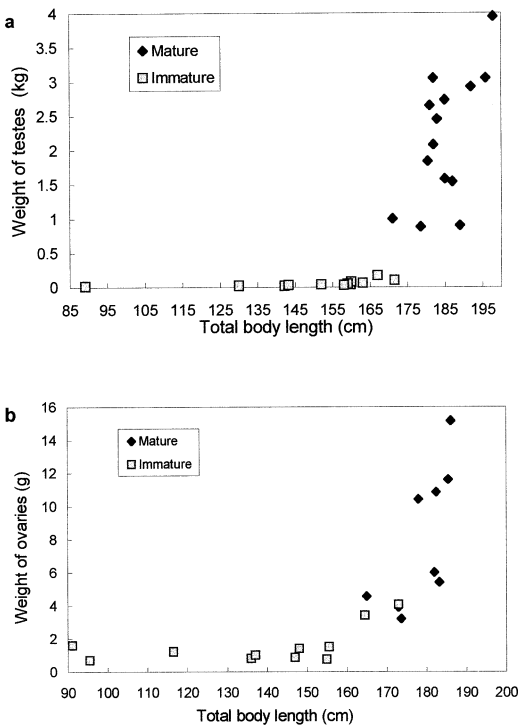 a
4
3.5
3
2.5
2
1.5
1
0.5
0
Weight of testes (kg)
Mature
Immature
85 95 105 115 125 135 145 155 165 175 185 195
Total body length (cm)
b
16
14
12
10
8
6
4
2
0
Weight of ovaries (g)
Mature
Immature
90 100 110 120 130 140 150 160 170 180 190 200
Total body length (cm)